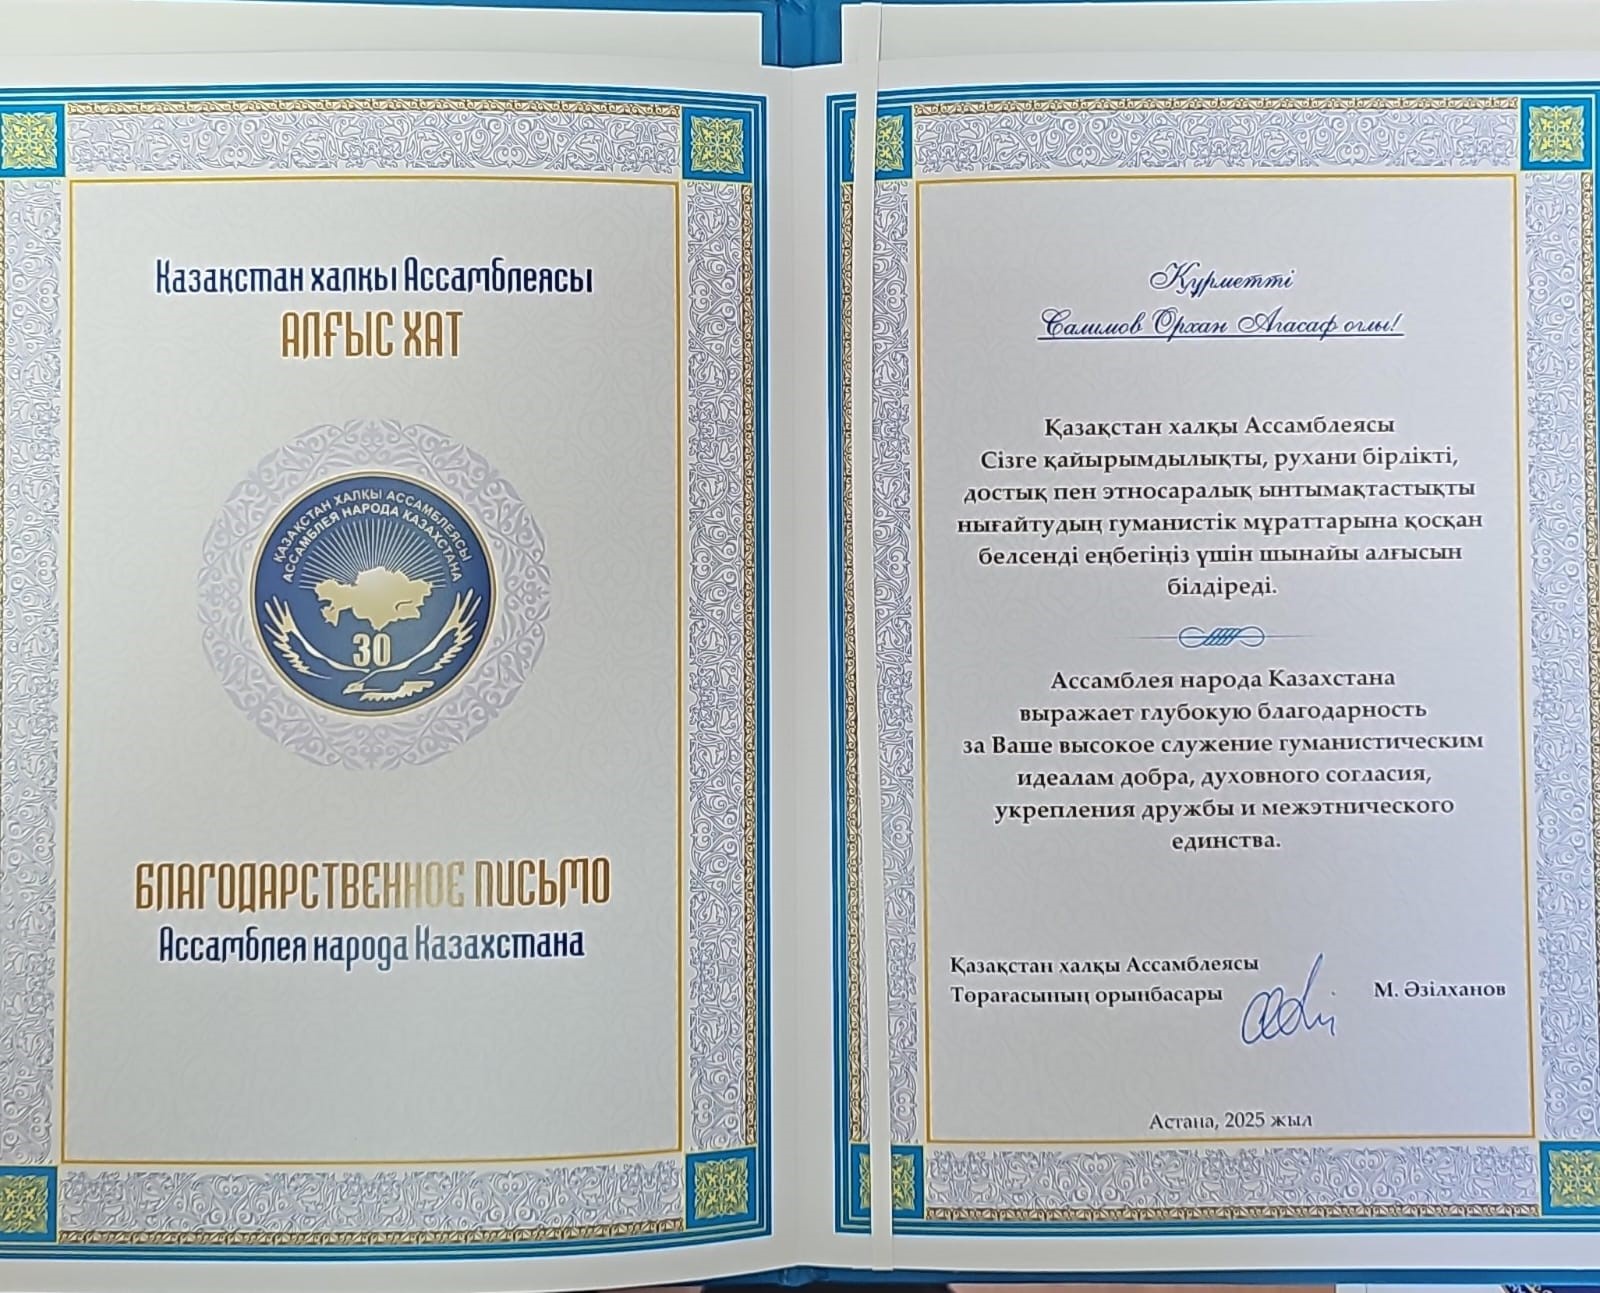 Қазақстан халқы Ассамблеясы
АЛҒЫС ХАТ
ҚАЗАҚСТАН ХАЛҚЫ АССАМБЛЕЯСЫ
АССАМБЛЕЯ НАРОДА КАЗАХСТАНА
30
БЛАГОДАРСТВЕННОЕ ПИСЬМО
Ассамблея народа Казахстана
Құрметті
Салимов Орхан Агасаф оглы!
Қазақстан халқы Ассамблеясы
Сізге қайырымдылықты, рухани бірлікті,
достық пен этносаралық ынтымақтастықты
нығайтудың гуманистік мұраттарына қосқан
белсенді еңбегіңіз үшін шынайы алғысын
білдіреді.
Ассамблея народа Казахстана
выражает глубокую благодарность
за Ваше высокое служение гуманистическим
идеалам добра, духовного согласия,
укрепления дружбы и межэтнического
единства.
Қазақстан халқы Ассамблеясы
Төрағасының орынбасары
М. Әзілханов
Астана, 2025 жыл